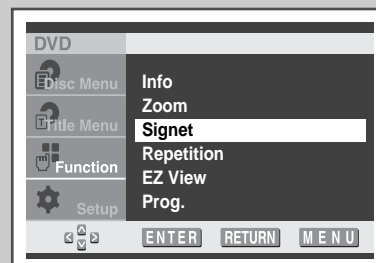 DVD
Disc Menu
Title Menu
Function
Setup
Info
Zoom
Signet
Repetition
EZ View
Prog.
ENTER RETURN MENU